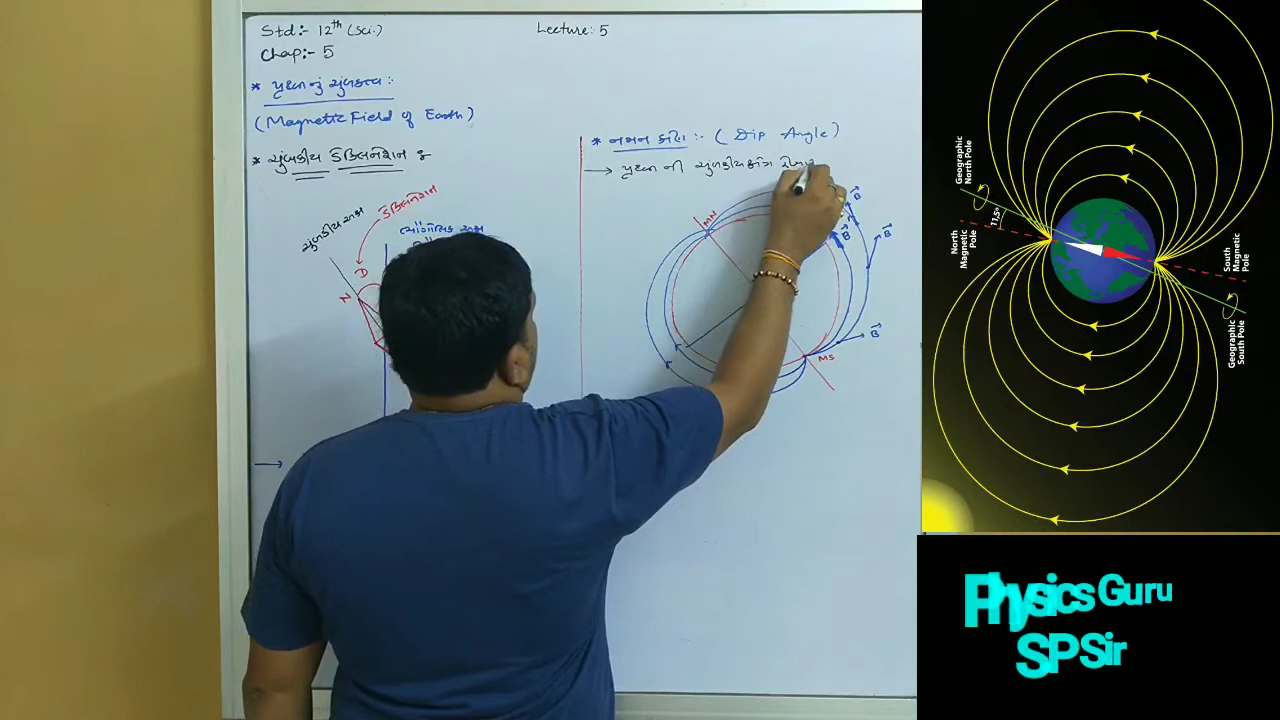 Std:- 12th (Sci.)
Lecture: 5
Chap:- 5
* પૃથ્વીનું ચુંબકત્વ :-
(Magnetic Field of Earth)
* ચુંબકીય ડેક્લિનેશન :-
ડેક્લિનેશન
ચુંબકીય અક્ષ
ભૌગોલિક અક્ષ
D
N
* નમન કોણ :- (Dip Angle)
→ પૃથ્વી ની ચુંબકીયક્ષેત્ર
MN
B
B
B
B
MS
Geographic
North Pole
11.5°
North
Magnetic
Pole
South
Magnetic
Pole
Geographic
South Pole
Physics Guru
SP Sir